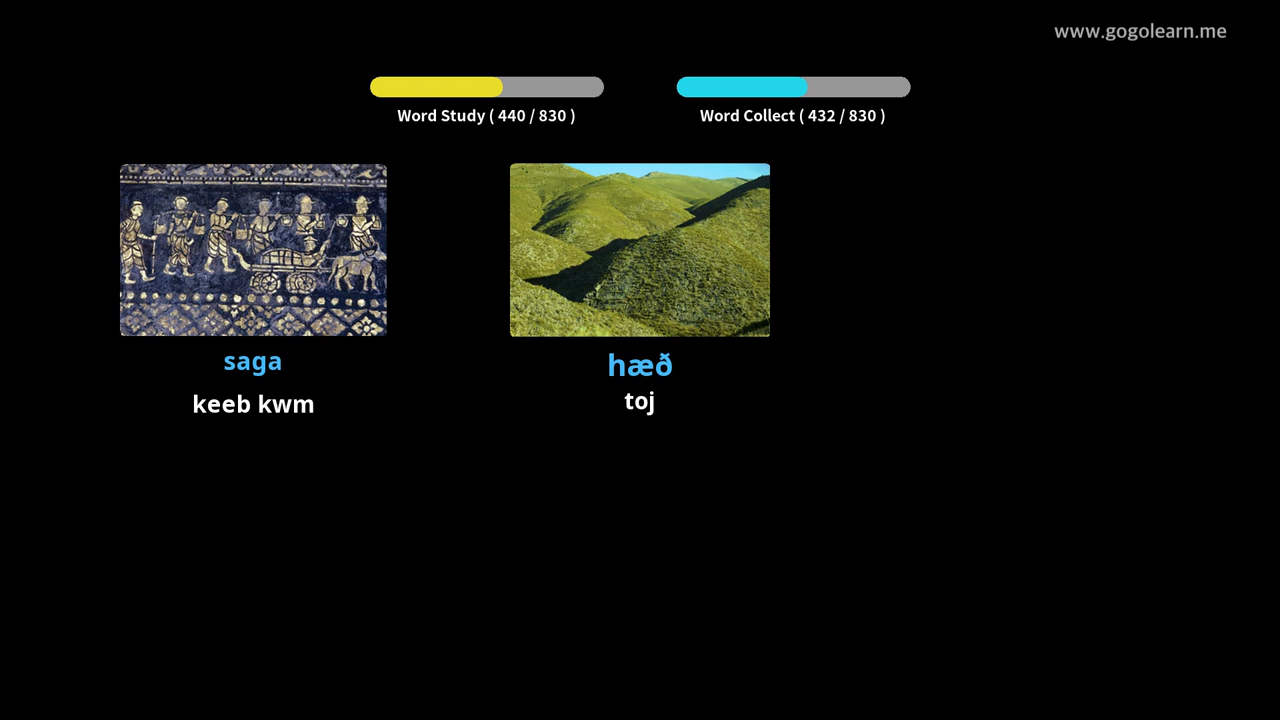 www.gogolearn.me
Word Study ( 440 / 830 )
Word Collect ( 432 / 830 )
saga
keeb kwm
hæð
toj